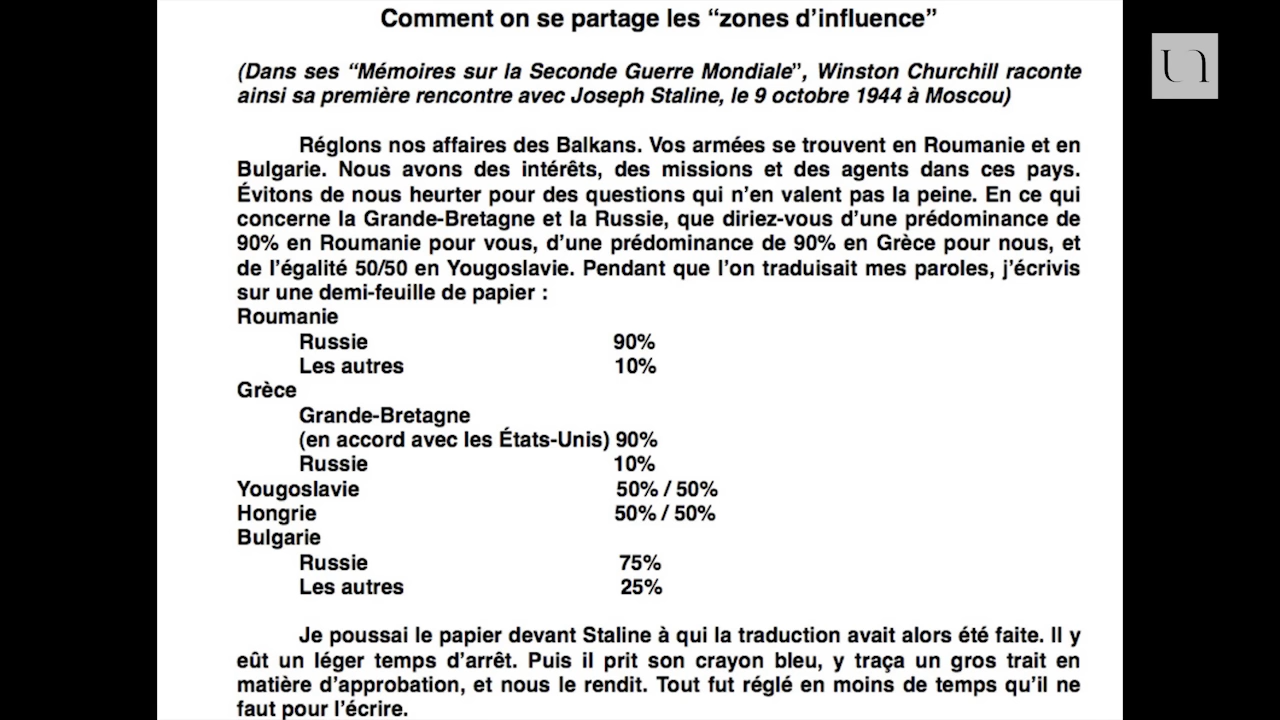 Comment on se partage les “zones d’influence”
(Dans ses “Mémoires sur la Seconde Guerre Mondiale”, Winston Churchill raconte
ainsi sa première rencontre avec Joseph Staline, le 9 octobre 1944 à Moscou)
Réglons nos affaires des Balkans. Vos armées se trouvent en Roumanie et en
Bulgarie. Nous avons des intérêts, des missions et des agents dans ces pays.
Évitons de nous heurter pour des questions qui n’en valent pas la peine. En ce qui
concerne la Grande-Bretagne et la Russie, que diriez-vous d’une prédominance de
90% en Roumanie pour vous, d’une prédominance de 90% en Grèce pour nous, et
de l’égalité 50/50 en Yougoslavie. Pendant que l’on traduisait mes paroles, j’écrivis
sur une demi-feuille de papier :
Roumanie
Russie 90%
Les autres 10%
Grèce
Grande-Bretagne
(en accord avec les États-Unis) 90%
Russie 10%
Yougoslavie 50% / 50%
Hongrie 50% / 50%
Bulgarie
Russie 75%
Les autres 25%
Je poussai le papier devant Staline à qui la traduction avait alors été faite. Il y
eût un léger temps d’arrêt. Puis il prit son crayon bleu, y traça un gros trait en
matière d’approbation, et nous le rendit. Tout fut réglé en moins de temps qu’il ne
faut pour l’écrire.